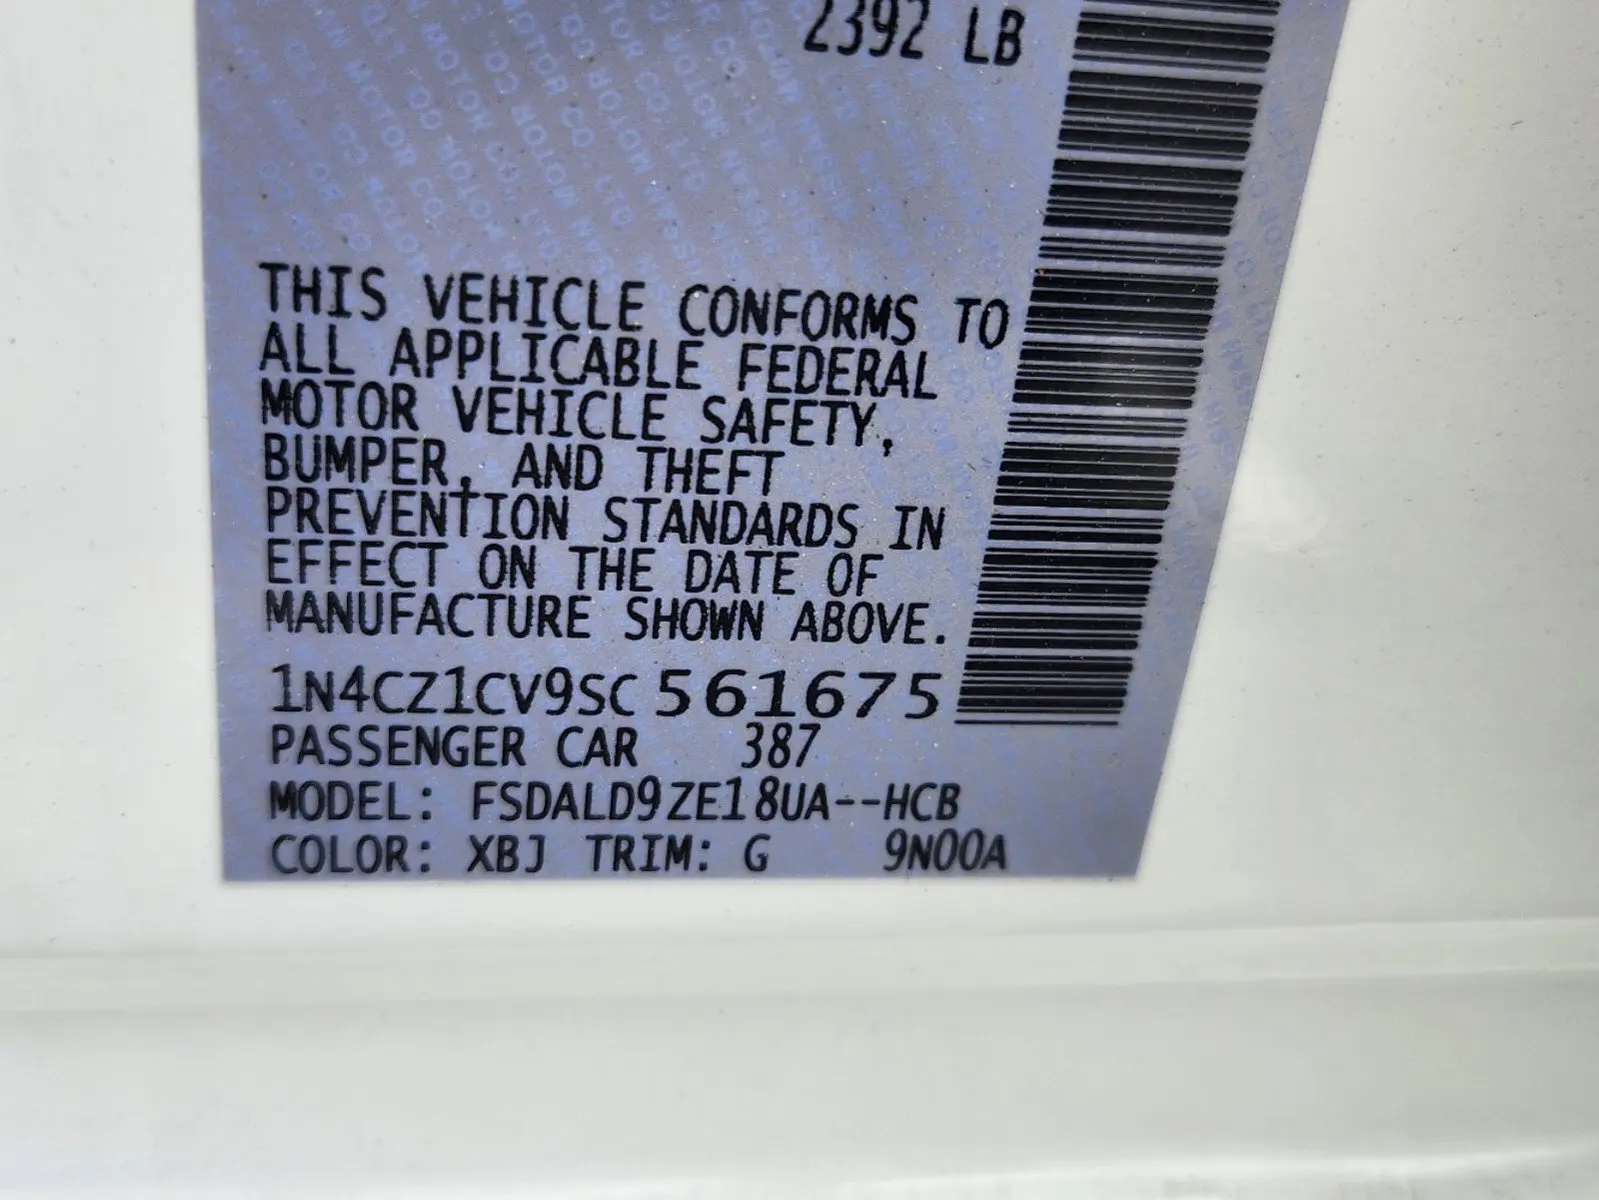 2392 LB
THIS VEHICLE CONFORMS TO
ALL APPLICABLE FEDERAL
MOTOR VEHICLE SAFETY,
BUMPER, AND THEFT
PREVENTION STANDARDS IN
EFFECT ON THE DATE OF
MANUFACTURE SHOWN ABOVE.
1N4CZ1CV9SC561675
PASSENGER CAR 387
MODEL: FSDALD9ZE18UA--HCB
COLOR: XBJ TRIM: G 9N00A